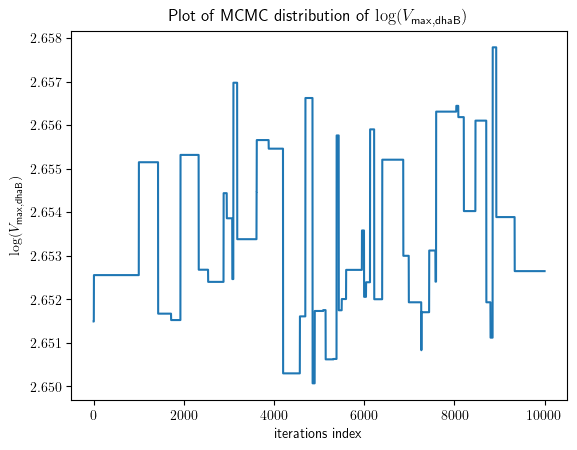 Plot of MCMC distribution of log(V_max,dhaB)
2.658
2.657
2.656
2.655
2.654
2.653
2.652
2.651
2.650
log(V_max,dhaB)
0 2000 4000 6000 8000 10000
iterations index